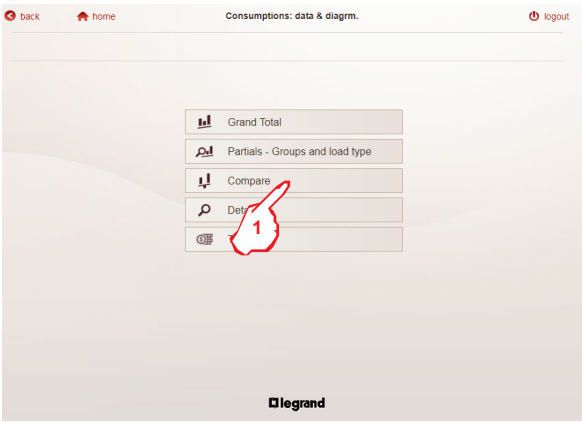 back home Consumptions: data & diagrm. logout
Grand Total
Partials - Groups and load type
Compare
1
legrand